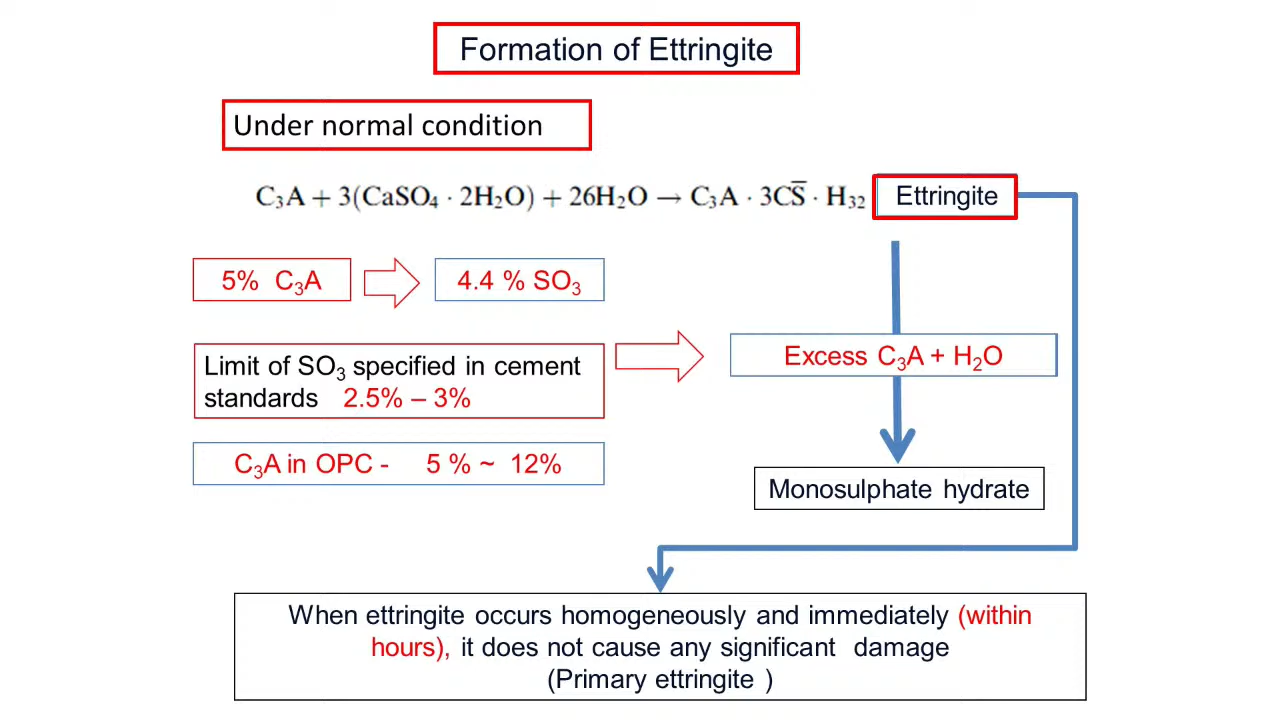 Formation of Ettringite
Under normal condition
C₃A + 3(CaSO₄ · 2H₂O) + 26H₂O → C₃A · 3CS̅ · H₃₂
Ettringite
5% C₃A
4.4 % SO₃
Limit of SO₃ specified in cement
standards 2.5% – 3%
Excess C₃A + H₂O
C₃A in OPC - 5 % ~ 12%
Monosulphate hydrate
When ettringite occurs homogeneously and immediately (within
hours), it does not cause any significant damage
(Primary ettringite )